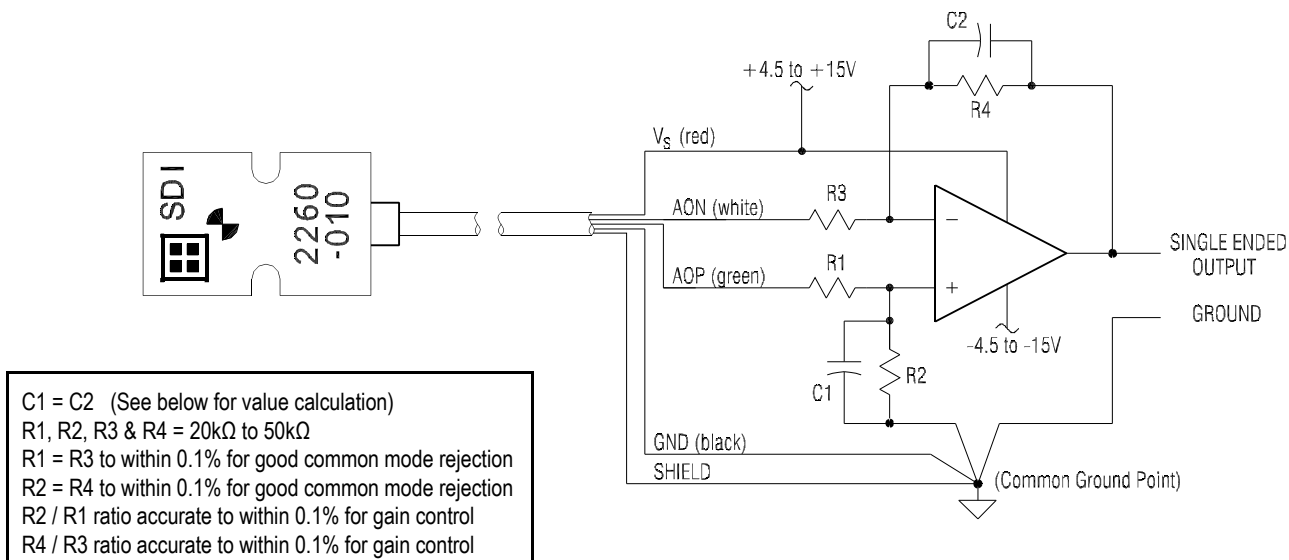 C2
+4.5 to +15V
R4
VS (red)
SDI
2260
-010
AON (white)
R3
−
SINGLE ENDED
OUTPUT
AOP (green)
R1
+
GROUND
-4.5 to -15V
C1
R2
GND (black)
SHIELD
(Common Ground Point)
C1 = C2 (See below for value calculation)
R1, R2, R3 & R4 = 20kΩ to 50kΩ
R1 = R3 to within 0.1% for good common mode rejection
R2 = R4 to within 0.1% for good common mode rejection
R2 / R1 ratio accurate to within 0.1% for gain control
R4 / R3 ratio accurate to within 0.1% for gain control